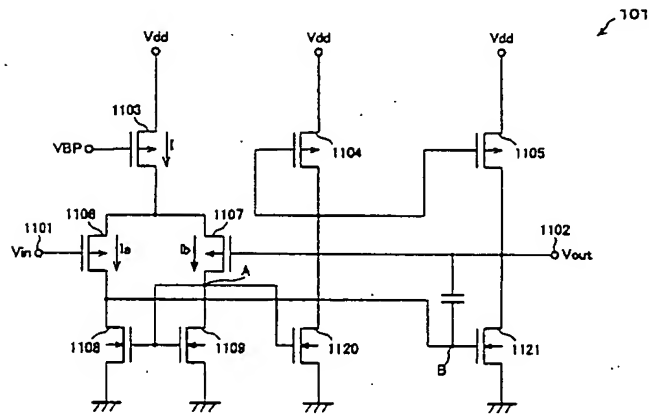 101
Vdd
Vdd
Vdd
1103
VBP
I
1104
1105
1101
1106
1107
1102
Vin
Ia
Ib
Vout
A
1108
1109
1120
B
1121